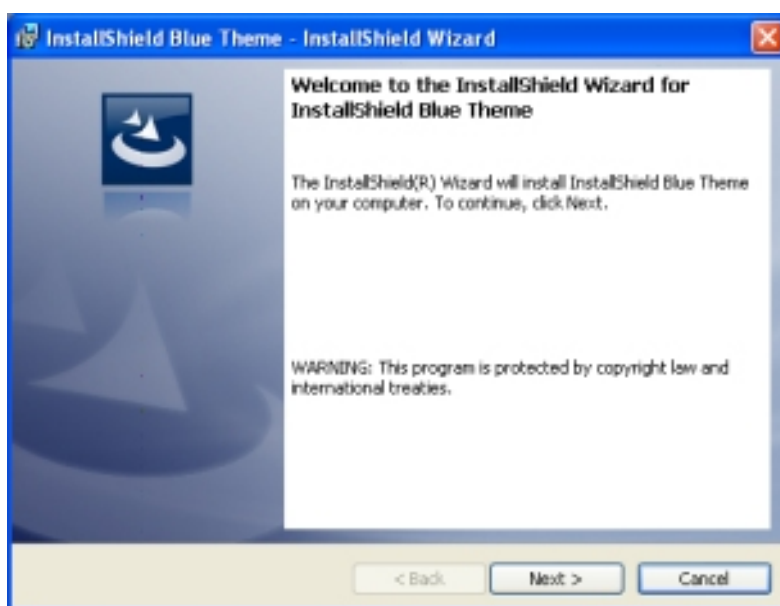 InstallShield Blue Theme - InstallShield Wizard
Welcome to the InstallShield Wizard for
InstallShield Blue Theme
The InstallShield(R) Wizard will install InstallShield Blue Theme
on your computer. To continue, click Next.
WARNING: This program is protected by copyright law and
international treaties.
< Back
Next >
Cancel